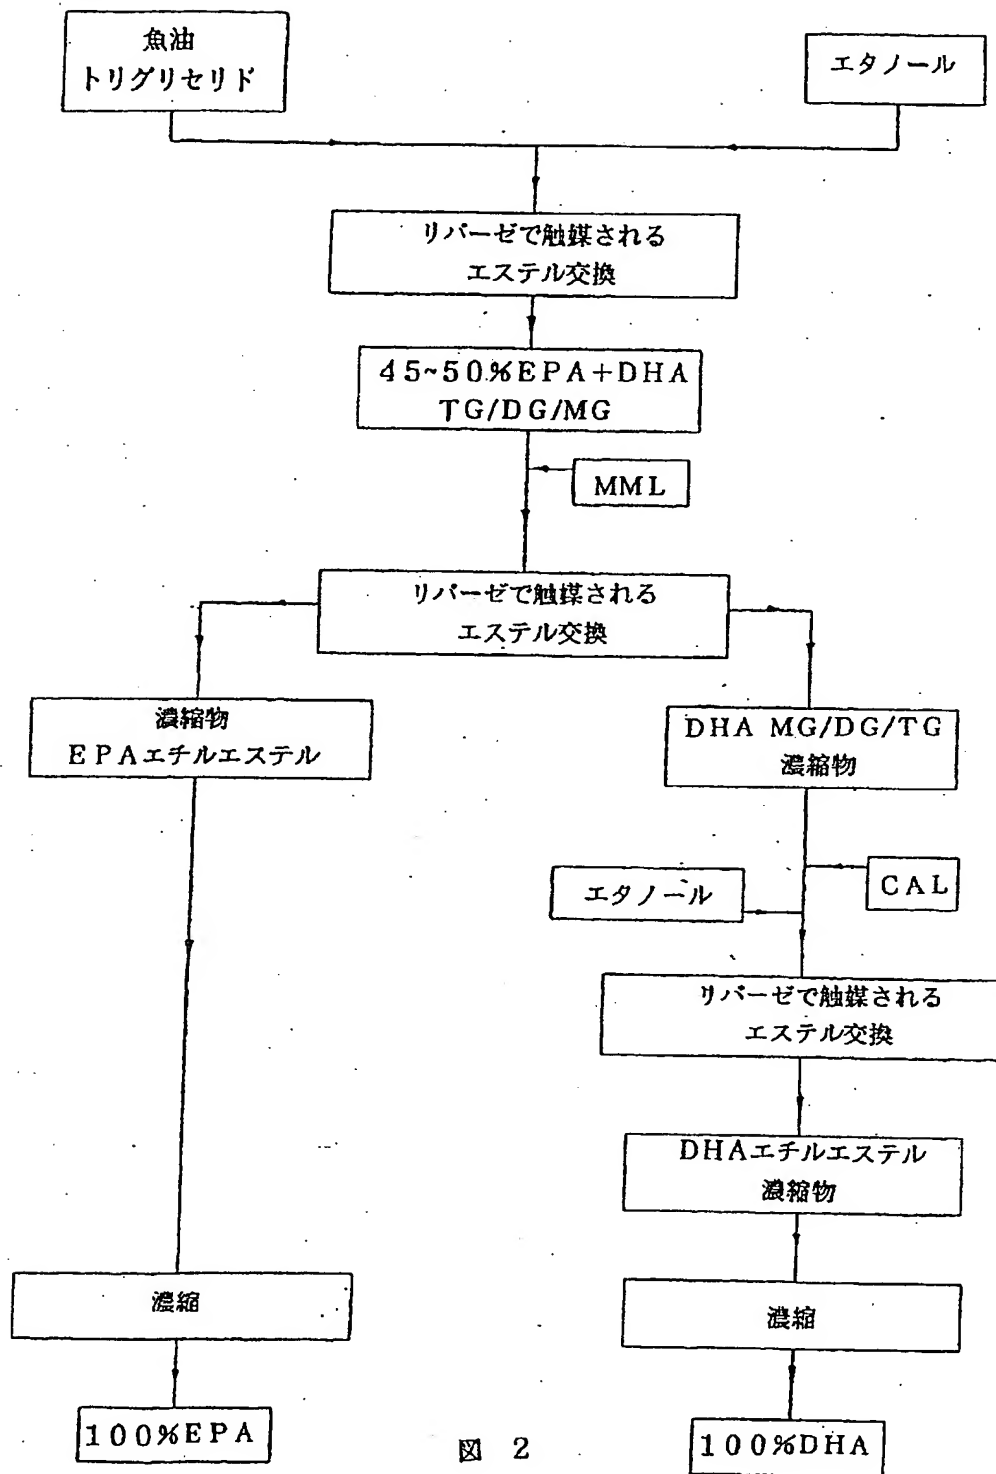 魚油
トリグリセリド
エタノール
リパーゼで触媒される
エステル交換
45~50%EPA+DHA
TG/DG/MG
MML
リパーゼで触媒される
エステル交換
濃縮物
EPAエチルエステル
DHA MG/DG/TG
濃縮物
エタノール
CAL
リパーゼで触媒される
エステル交換
DHAエチルエステル
濃縮物
濃縮
濃縮
100%EPA
100%DHA
図 2